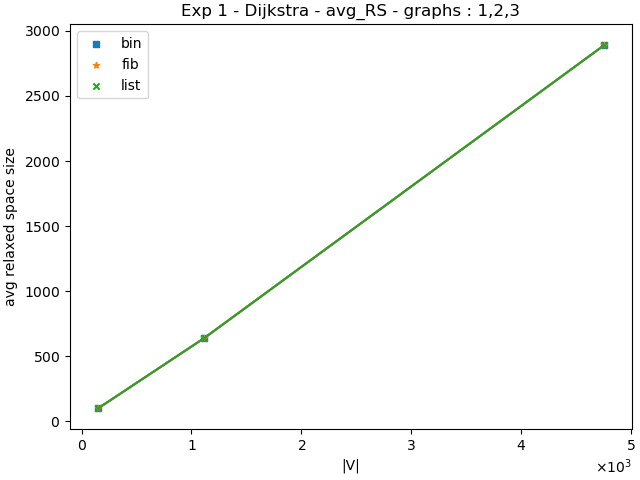 Exp 1 - Dijkstra - avg_RS - graphs : 1,2,3
bin
fib
list
avg relaxed space size
3000
2500
2000
1500
1000
500
0
0 1 2 3 4 5
|V|
×10³